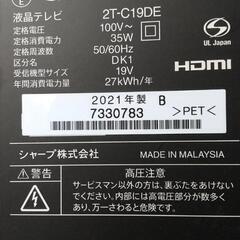 液晶テレビ 2T-C19DE
定格電圧 100V～
定格消費電力 35W
定格周波数 50/60Hz
区分名 DK1
受信機型サイズ 19V
年間消費電力量 27kWh/年
UL Japan
HDMI
2021年製 B
7330783 >PET<
シャープ株式会社 MADE IN MALAYSIA
高圧注意
サービスマン以外の方は、裏ぶたをあけないでください。
内部には高電圧部分が数多くあり、
万一さわると危険です。